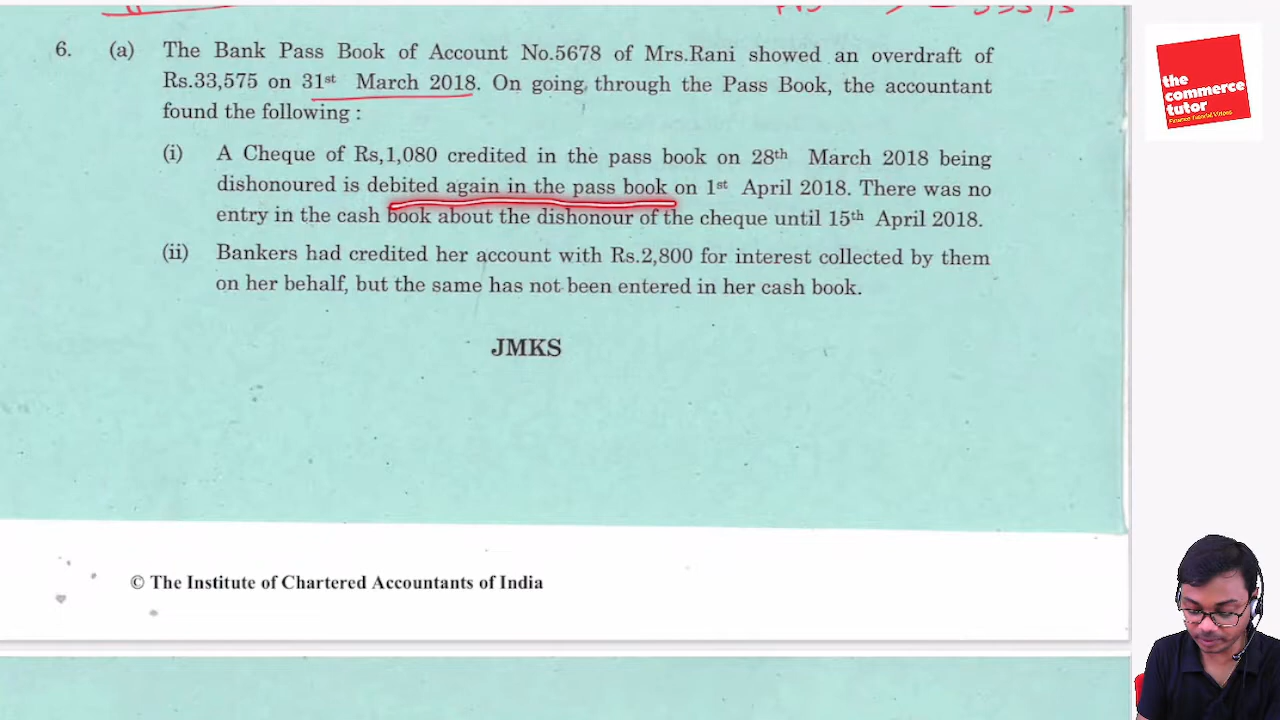 6. (a) The Bank Pass Book of Account No.5678 of Mrs.Rani showed an overdraft of
Rs.33,575 on 31st March 2018. On going through the Pass Book, the accountant
found the following :
(i) A Cheque of Rs,1,080 credited in the pass book on 28th March 2018 being
dishonoured is debited again in the pass book on 1st April 2018. There was no
entry in the cash book about the dishonour of the cheque until 15th April 2018.
(ii) Bankers had credited her account with Rs.2,800 for interest collected by them
on her behalf, but the same has not been entered in her cash book.
JMKS
© The Institute of Chartered Accountants of India
the
commerce
tutor
Finance Tutorial Videos